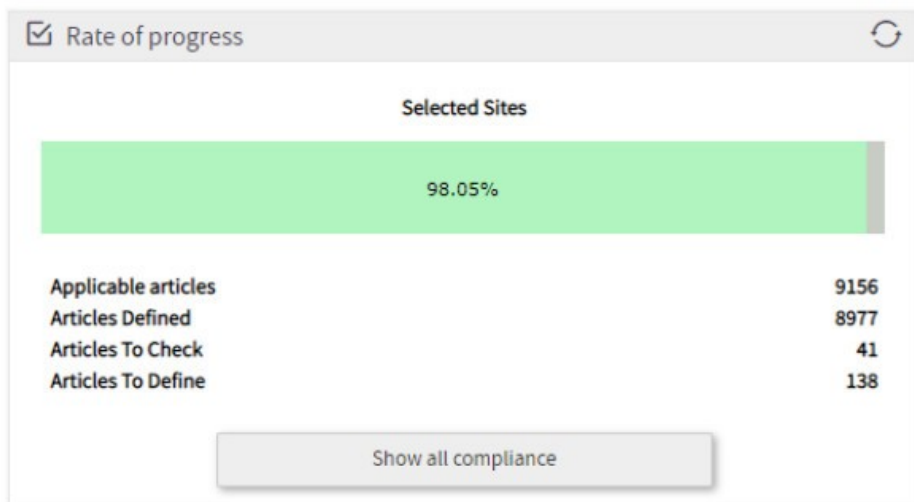 Rate of progress
Selected Sites
98.05%
Applicable articles 9156
Articles Defined 8977
Articles To Check 41
Articles To Define 138
Show all compliance